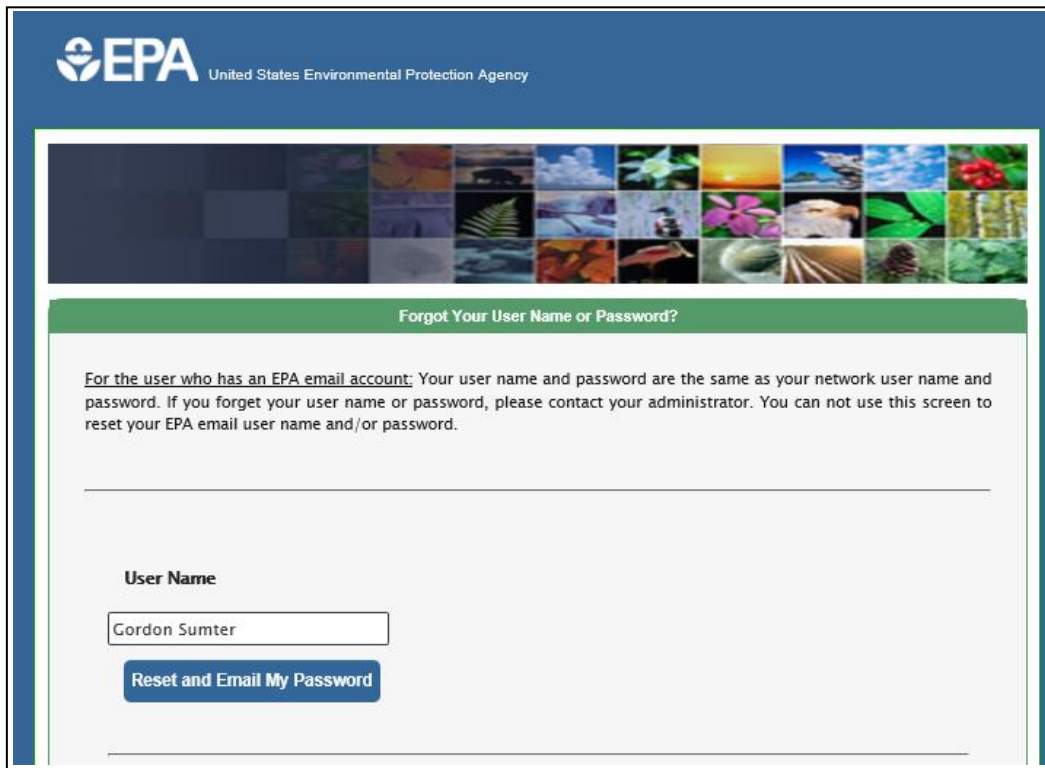 EPA United States Environmental Protection Agency
Forgot Your User Name or Password?
For the user who has an EPA email account: Your user name and password are the same as your network user name and
password. If you forget your user name or password, please contact your administrator. You can not use this screen to
reset your EPA email user name and/or password.
User Name
Gordon Sumter
Reset and Email My Password